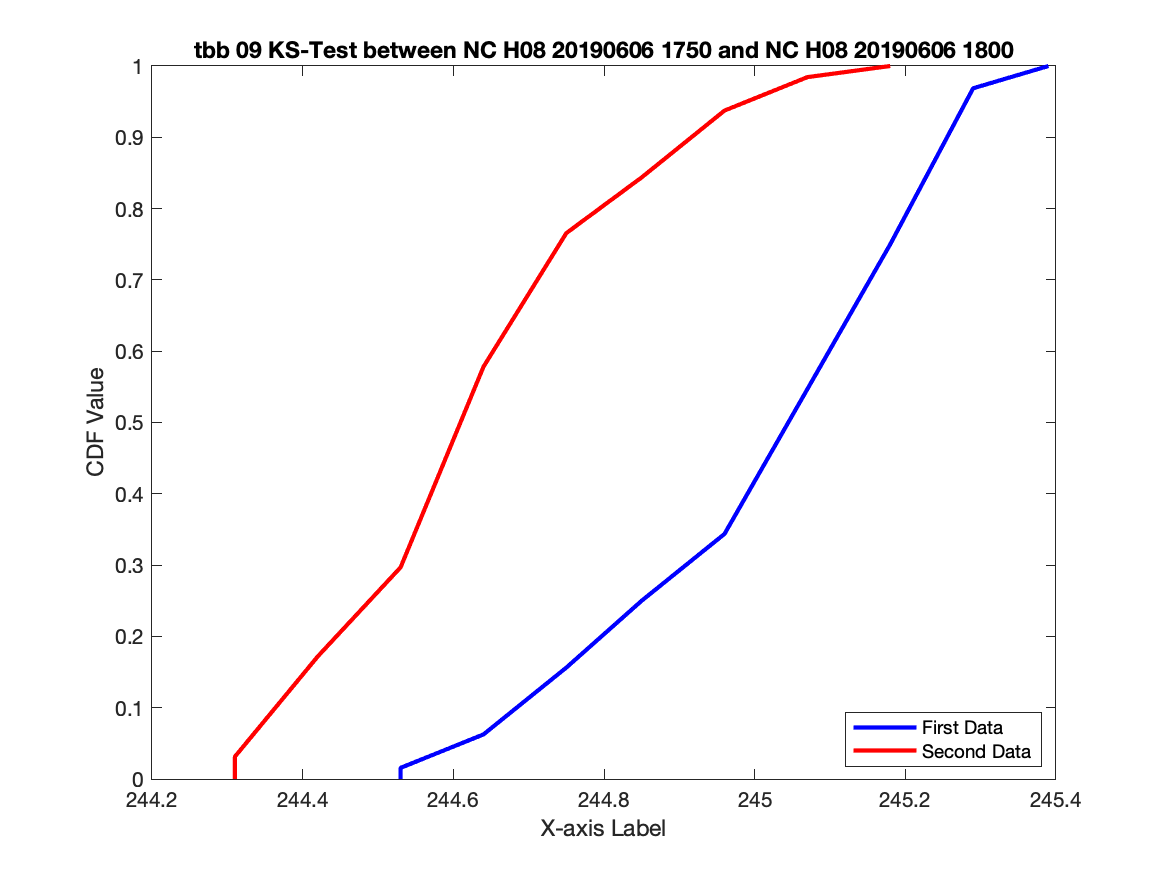 tbb 09 KS-Test between NC H08 20190606 1750 and NC H08 20190606 1800
1
0.9
0.8
0.7
0.6
0.5
0.4
0.3
0.2
0.1
0
CDF Value
244.2 244.4 244.6 244.8 245 245.2 245.4
X-axis Label
First Data
Second Data